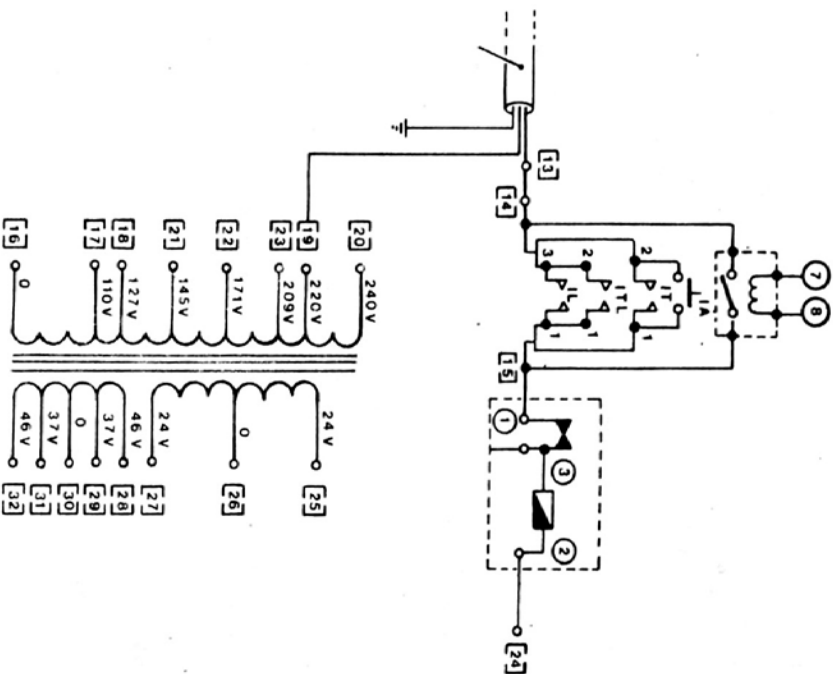 [13]
[14]
7
8
IA
2
IT
1
2
ITL
1
3
IL
[15]
1
3
2
[24]
[16]
[17]
[18]
[21]
[22]
[23]
[19]
[20]
0
110V
127V
145V
171V
209V
220V
240V
46V
37V
0
37V
46V
24V
0
24V
[32]
[31]
[30]
[29]
[28]
[27]
[26]
[25]